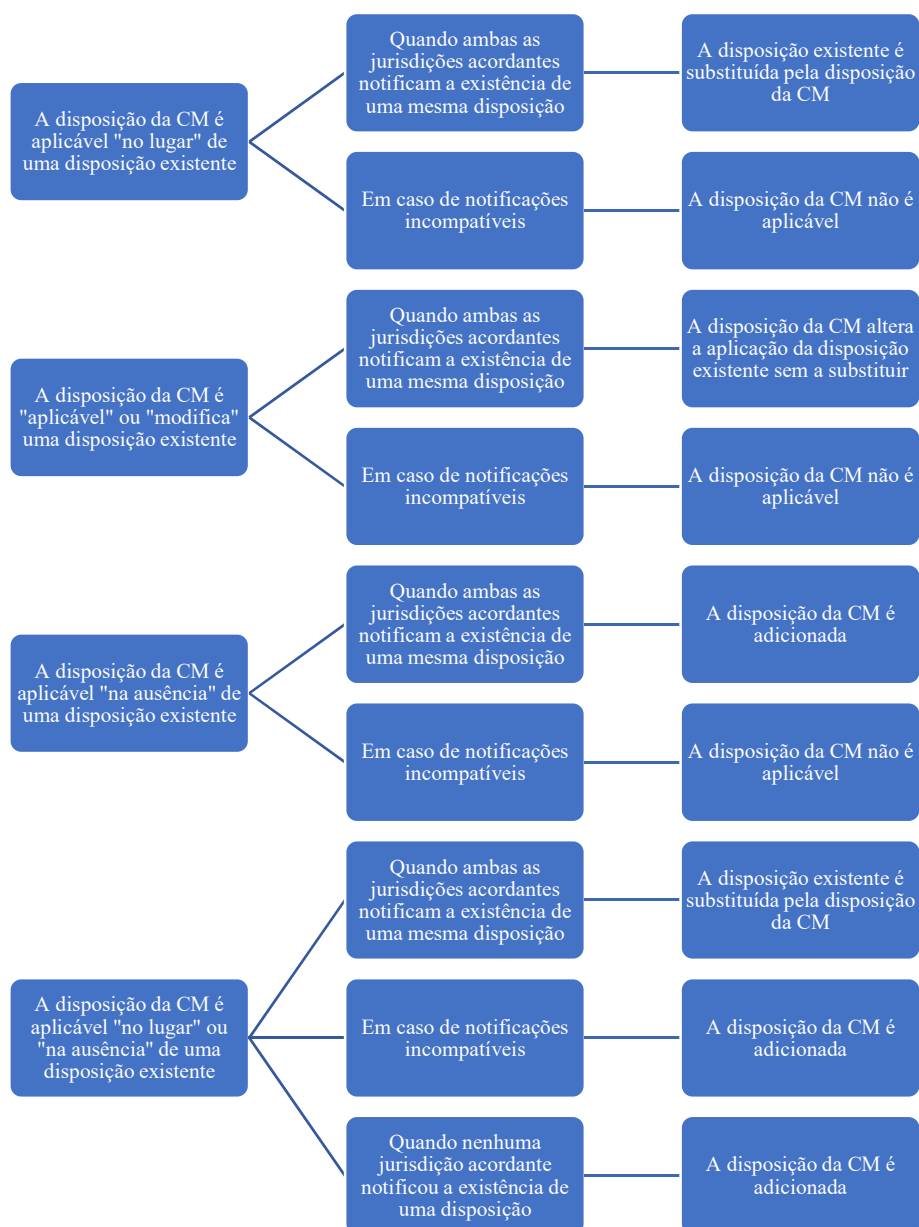 A disposição da CM é
aplicável "no lugar" de
uma disposição existente
Quando ambas as
jurisdições acordantes
notificam a existência de
uma mesma disposição
A disposição existente é
substituída pela disposição
da CM
Em caso de notificações
incompatíveis
A disposição da CM não é
aplicável
A disposição da CM é
"aplicável" ou "modifica"
uma disposição existente
Quando ambas as
jurisdições acordantes
notificam a existência de
uma mesma disposição
A disposição da CM altera
a aplicação da disposição
existente sem a substituir
Em caso de notificações
incompatíveis
A disposição da CM não é
aplicável
A disposição da CM é
aplicável "na ausência" de
uma disposição existente
Quando ambas as
jurisdições acordantes
notificam a existência de
uma mesma disposição
A disposição da CM é
adicionada
Em caso de notificações
incompatíveis
A disposição da CM não é
aplicável
A disposição da CM é
aplicável "no lugar" ou
"na ausência" de uma
disposição existente
Quando ambas as
jurisdições acordantes
notificam a existência de
uma mesma disposição
A disposição existente é
substituída pela disposição
da CM
Em caso de notificações
incompatíveis
A disposição da CM é
adicionada
Quando nenhuma
jurisdição acordante
notificou a existência de
uma disposição
A disposição da CM é
adicionada